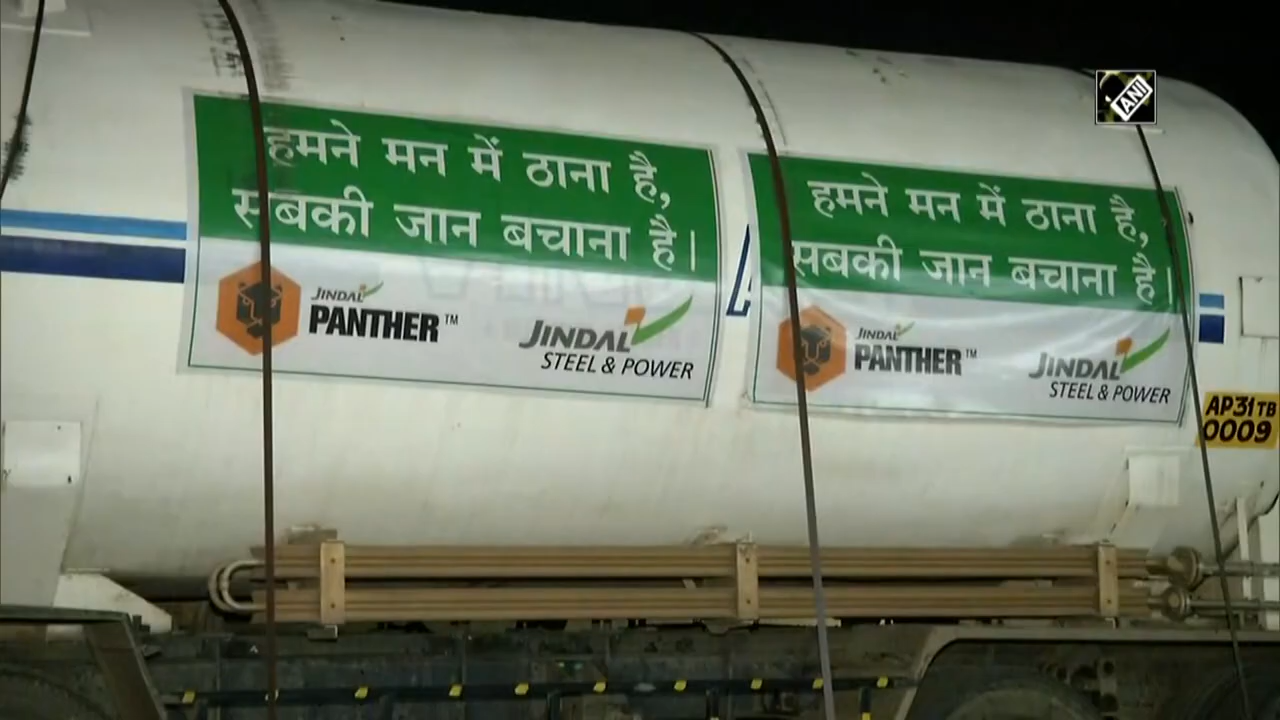 ANI
हमने मन में ठाना है,
सबकी जान बचाना है।
JINDAL
PANTHER™
JINDAL
STEEL & POWER
हमने मन में ठाना है,
सबकी जान बचाना है।
JINDAL
PANTHER™
JINDAL
STEEL & POWER
AP31TB
0009